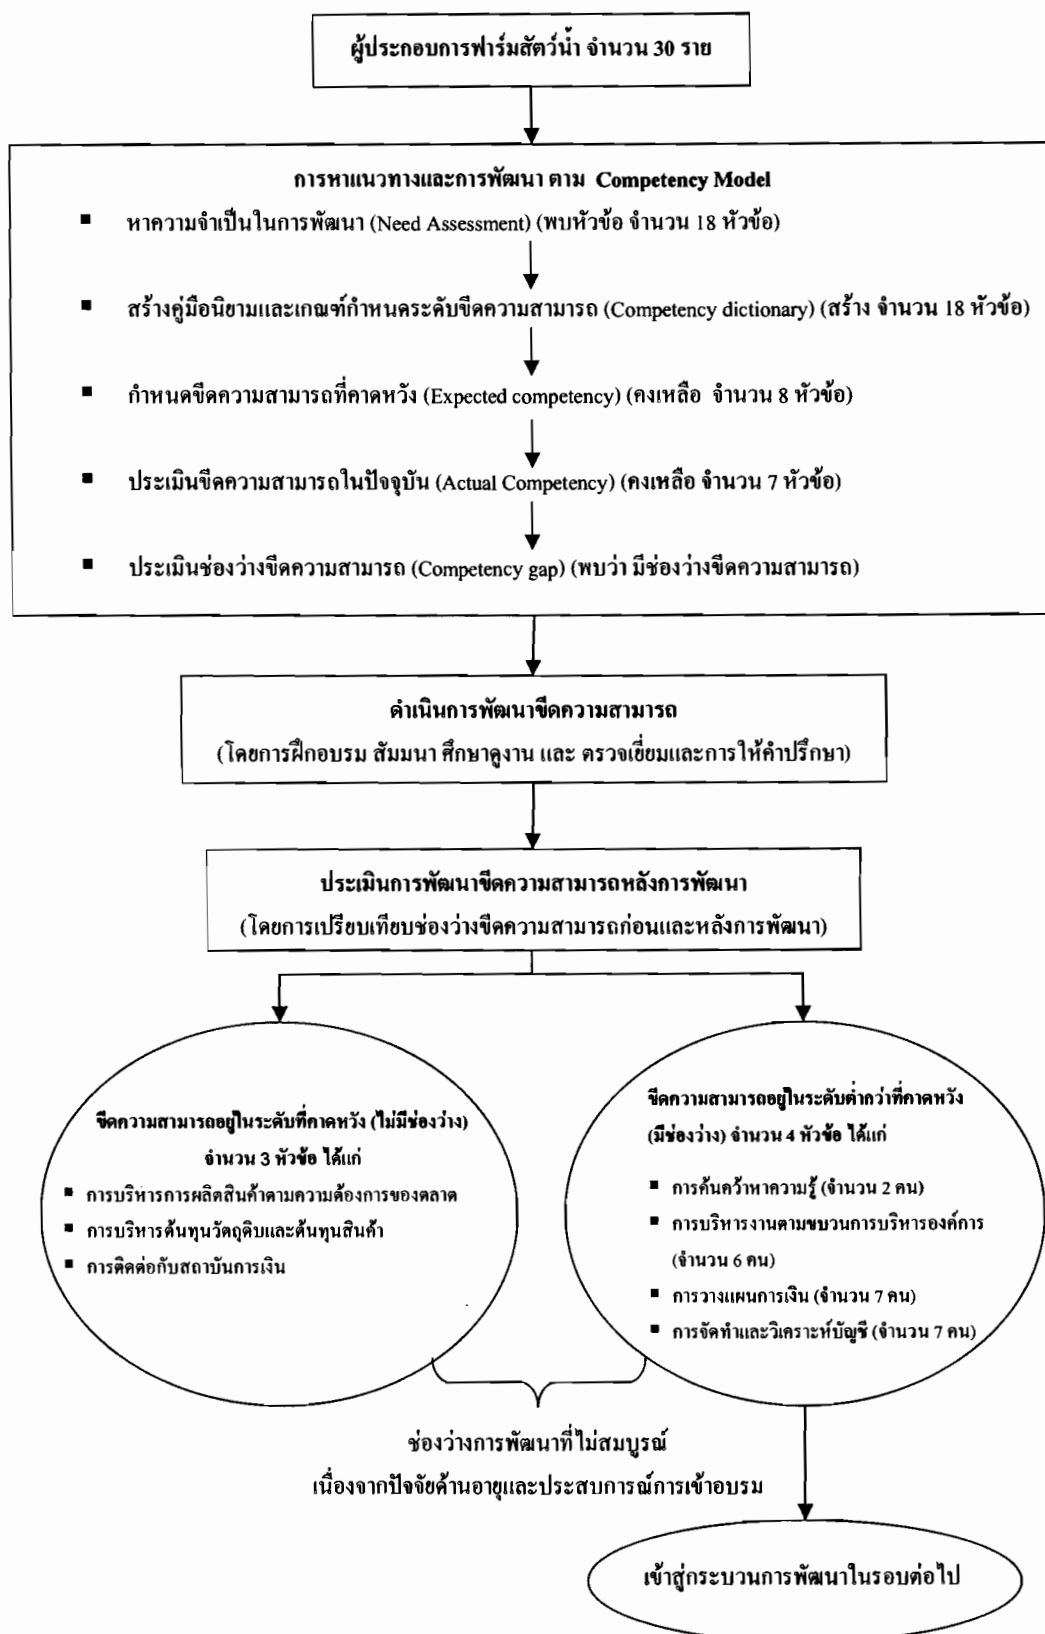 ผู้ประกอบการฟาร์มสัตว์น้ำ จำนวน 30 ราย
การหาแนวทางและการพัฒนา ตาม Competency Model
▪ หาความจำเป็นในการพัฒนา (Need Assessment) (พบหัวข้อ จำนวน 18 หัวข้อ)
▪ สร้างคู่มือนิยามและเกณฑ์กำหนดระดับขีดความสามารถ (Competency dictionary) (สร้าง จำนวน 18 หัวข้อ)
▪ กำหนดขีดความสามารถที่คาดหวัง (Expected competency) (คงเหลือ จำนวน 8 หัวข้อ)
▪ ประเมินขีดความสามารถในปัจจุบัน (Actual Competency) (คงเหลือ จำนวน 7 หัวข้อ)
▪ ประเมินช่องว่างขีดความสามารถ (Competency gap) (พบว่า มีช่องว่างขีดความสามารถ)
ดำเนินการพัฒนาขีดความสามารถ
(โดยการฝึกอบรม สัมมนา ศึกษาดูงาน และ ตรวจเยี่ยมและการให้คำปรึกษา)
ประเมินการพัฒนาขีดความสามารถหลังการพัฒนา
(โดยการเปรียบเทียบช่องว่างขีดความสามารถก่อนและหลังการพัฒนา)
ขีดความสามารถอยู่ในระดับที่คาดหวัง (ไม่มีช่องว่าง)
จำนวน 3 หัวข้อ ได้แก่
▪ การบริหารการผลิตสินค้าตามความต้องการของตลาด
▪ การบริหารต้นทุนวัตถุดิบและต้นทุนสินค้า
▪ การติดต่อกับสถาบันการเงิน
ขีดความสามารถอยู่ในระดับต่ำกว่าที่คาดหวัง
(มีช่องว่าง) จำนวน 4 หัวข้อ ได้แก่
▪ การค้นคว้าหาความรู้ (จำนวน 2 คน)
▪ การบริหารงานตามขบวนการบริหารองค์การ
(จำนวน 6 คน)
▪ การวางแผนการเงิน (จำนวน 7 คน)
▪ การจัดทำและวิเคราะห์บัญชี (จำนวน 7 คน)
ช่องว่างการพัฒนาที่ไม่สมบูรณ์
เนื่องจากปัจจัยด้านอายุและประสบการณ์การเข้าอบรม
เข้าสู่กระบวนการพัฒนาในรอบต่อไป